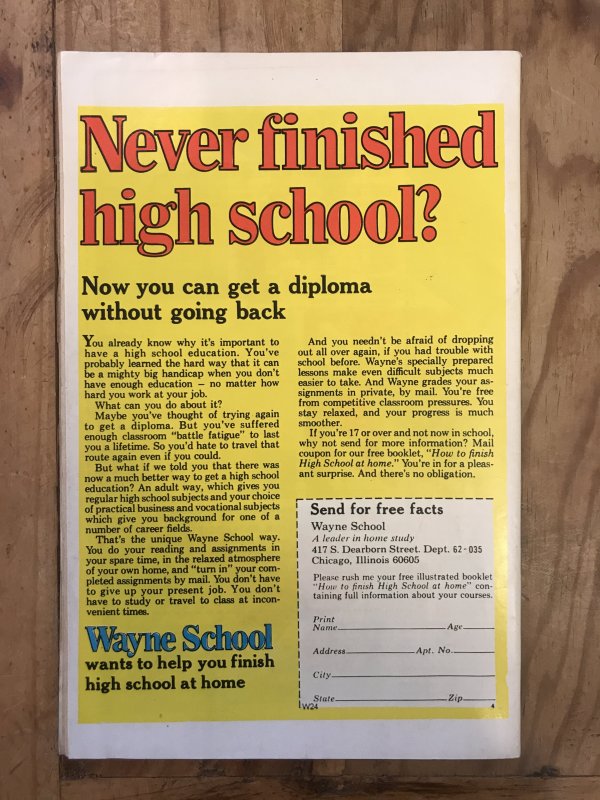 Never finished
high school?
Now you can get a diploma
without going back
You already know why it's important to
have a high school education. You've
probably learned the hard way that it can
be a mighty big handicap when you don't
have enough education — no matter how
hard you work at your job.
What can you do about it?
Maybe you've thought of trying again
to get a diploma. But you've suffered
enough classroom "battle fatigue" to last
you a lifetime. So you'd hate to travel that
route again even if you could.
But what if we told you that there was
now a much better way to get a high school
education? An adult way, which gives you
regular high school subjects and your choice
of practical business and vocational subjects
which give you background for one of a
number of career fields.
That's the unique Wayne School way.
You do your reading and assignments in
your spare time, in the relaxed atmosphere
of your own home, and "turn in" your com-
pleted assignments by mail. You don't have
to give up your present job. You don't
have to study or travel to class at incon-
venient times.
Wayne School
wants to help you finish
high school at home
And you needn't be afraid of dropping
out all over again, if you had trouble with
school before. Wayne's specially prepared
lessons make even difficult subjects much
easier to take. And Wayne grades your as-
signments in private, by mail. You're free
from competitive classroom pressures. You
stay relaxed, and your progress is much
smoother.
If you're 17 or over and not now in school,
why not send for more information? Mail
coupon for our free booklet, "How to finish
High School at home." You're in for a pleas-
ant surprise. And there's no obligation.
Send for free facts
Wayne School
A leader in home study
417 S. Dearborn Street. Dept. 62-035
Chicago, Illinois 60605
Please rush me your free illustrated booklet
"How to finish High School at home" con-
taining full information about your courses.
Print
Name Age
Address Apt. No.
City
State Zip
W24 4